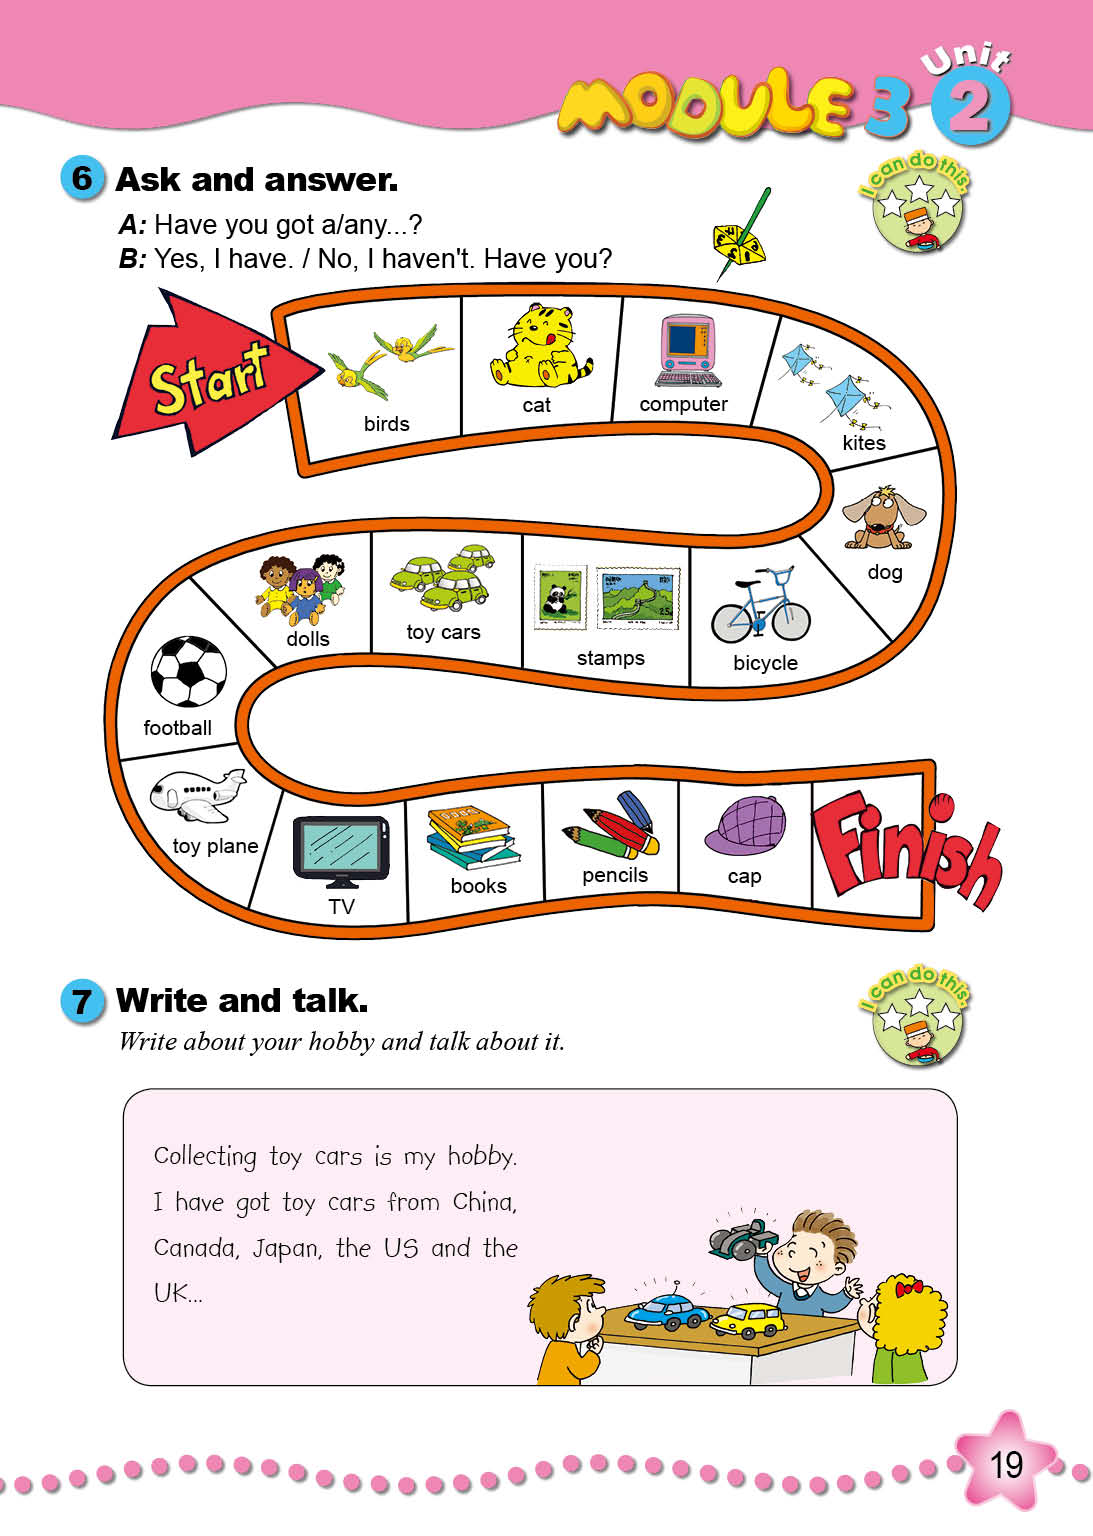 MODULE 3 Unit 2
6 Ask and answer.
I can do this.
A: Have you got a/any...?
B: Yes, I have. / No, I haven't. Have you?
Start
birds
cat
computer
kites
dog
bicycle
stamps
toy cars
dolls
football
toy plane
TV
books
pencils
cap
Finish
7 Write and talk.
I can do this.
Write about your hobby and talk about it.
Collecting toy cars is my hobby.
I have got toy cars from China,
Canada, Japan, the US and the
UK...
19